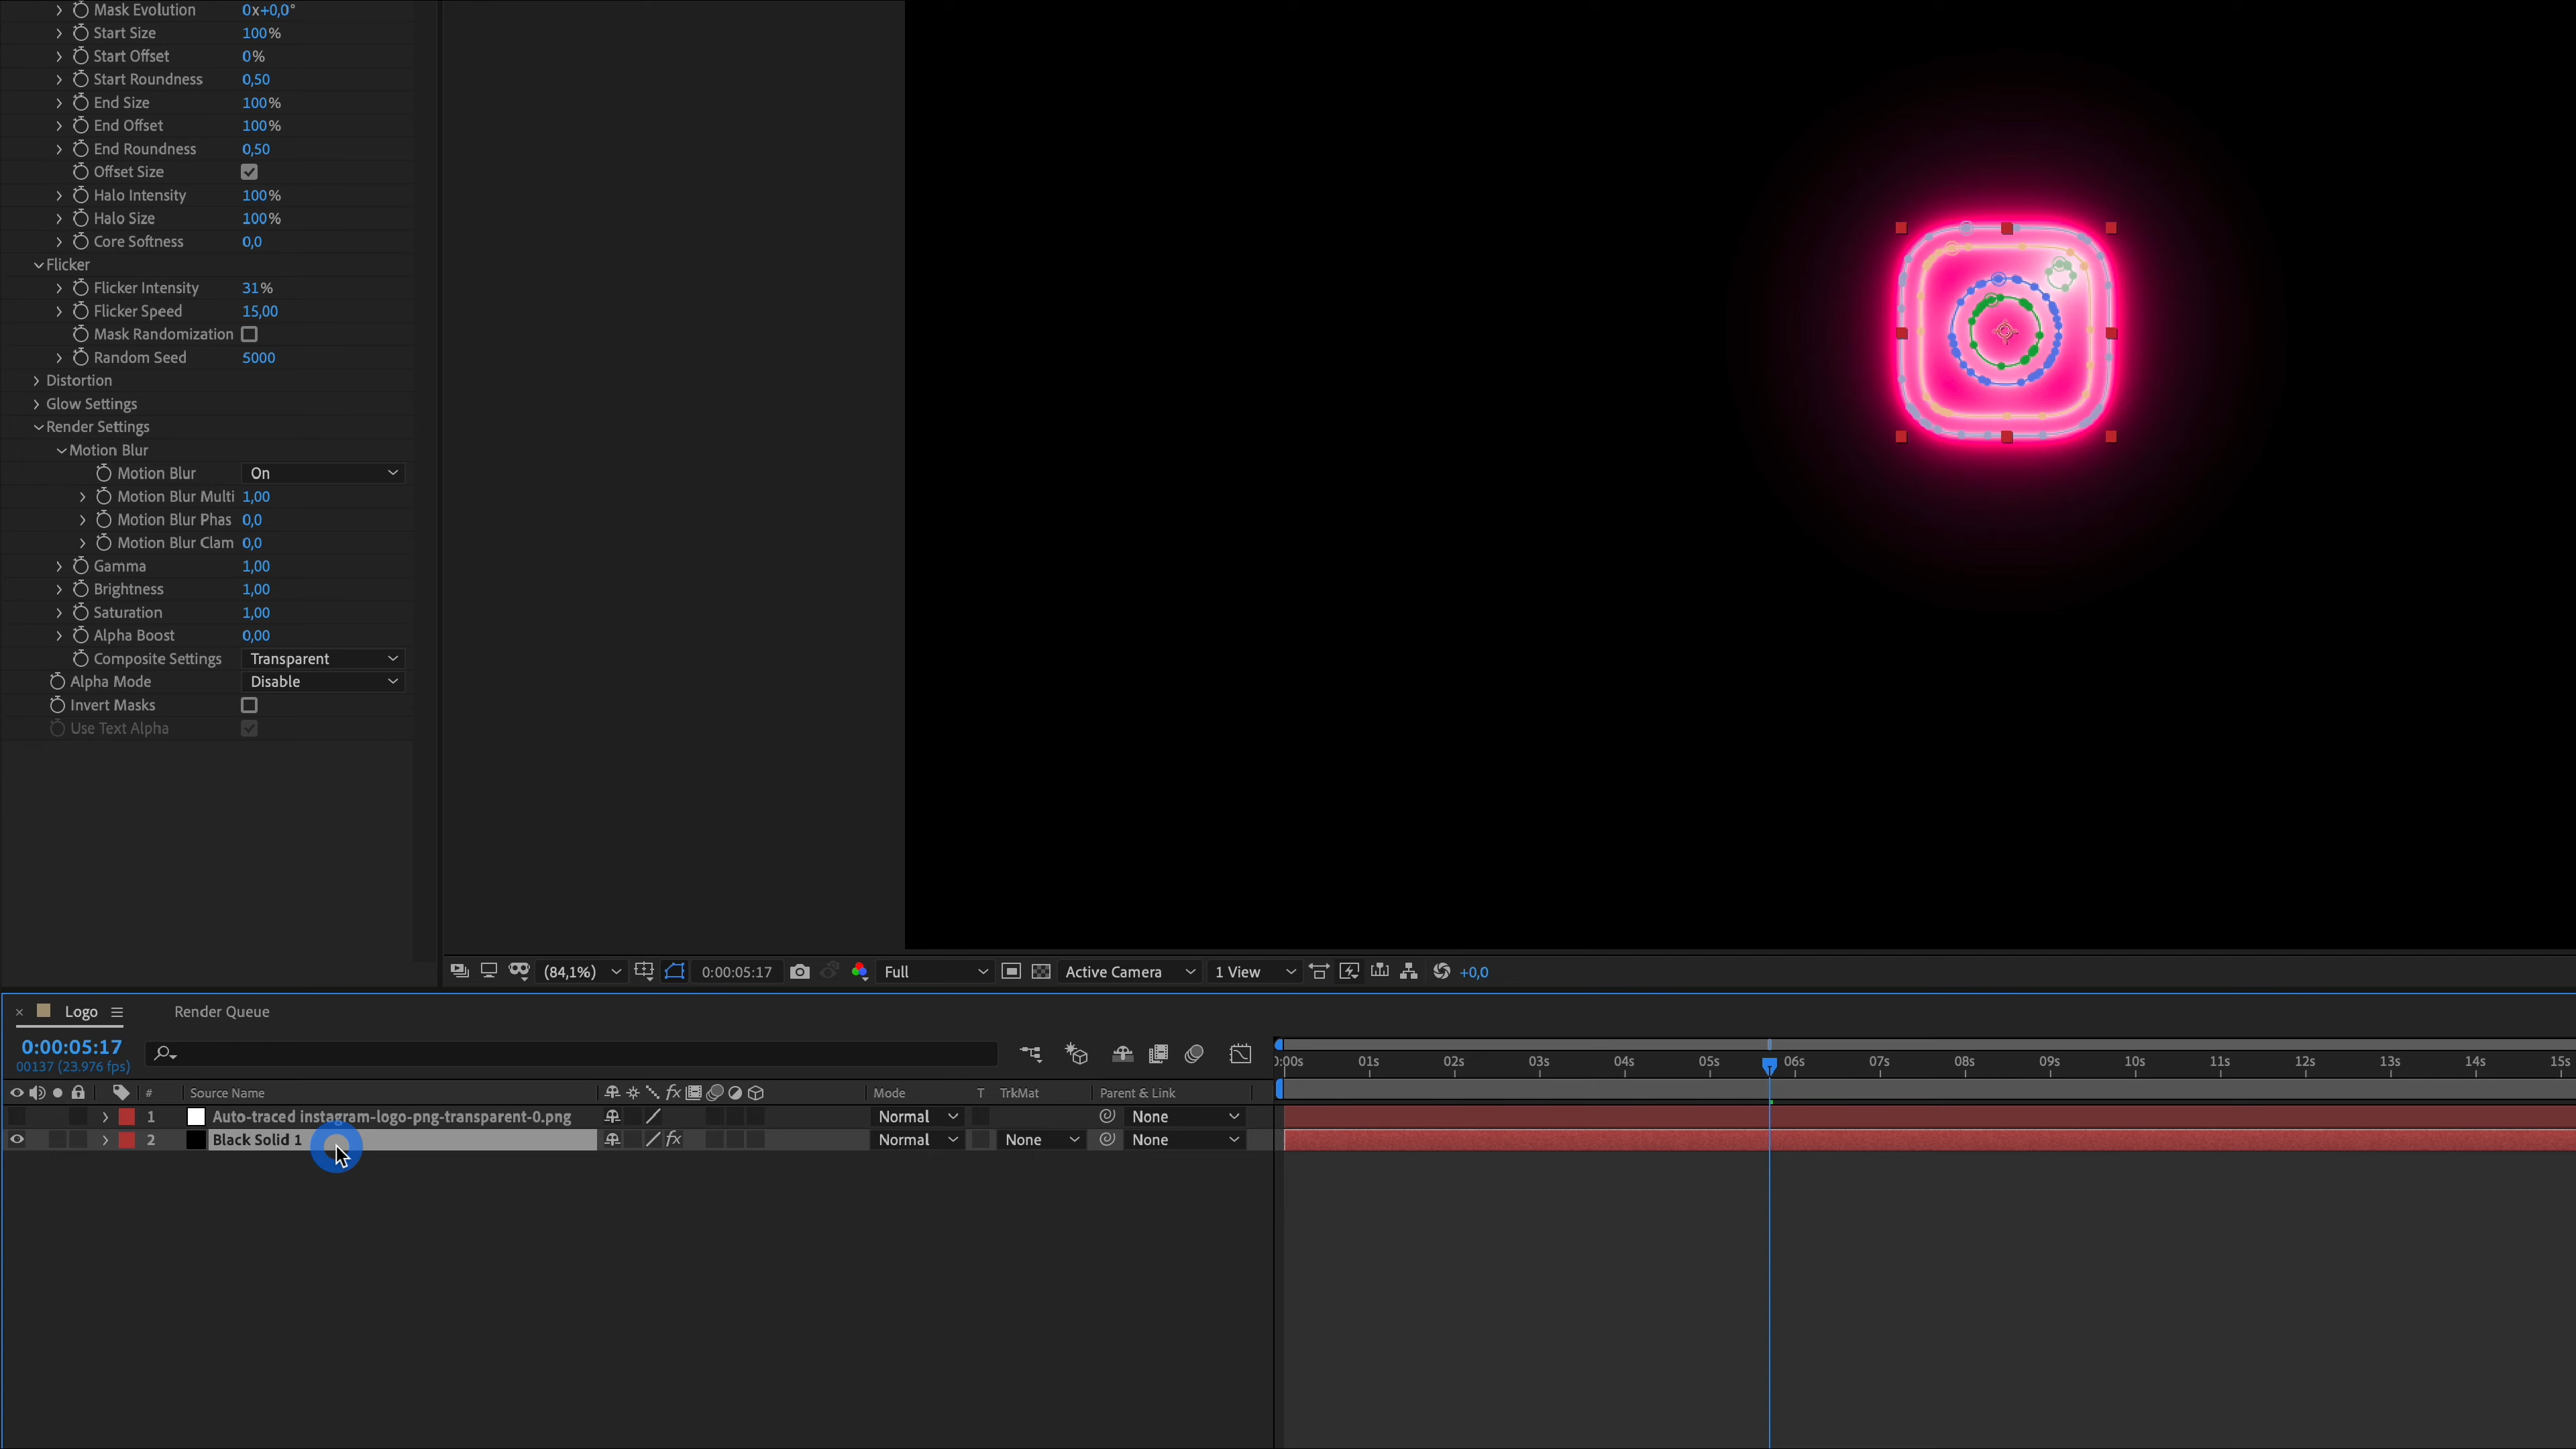 Mask Evolution 0x+0,0°
Start Size 100%
Start Offset 0%
Start Roundness 0,50
End Size 100%
End Offset 100%
End Roundness 0,50
Offset Size
Halo Intensity 100%
Halo Size 100%
Core Softness 0,0
Flicker
Flicker Intensity 31%
Flicker Speed 15,00
Mask Randomization
Random Seed 5000
Distortion
Glow Settings
Render Settings
Motion Blur
Motion Blur On
Motion Blur Multi 1,00
Motion Blur Phas 0,0
Motion Blur Clam 0,0
Gamma 1,00
Brightness 1,00
Saturation 1,00
Alpha Boost 0,00
Composite Settings Transparent
Alpha Mode Disable
Invert Masks
Use Text Alpha
(84,1%) 0:00:05:17 Full Active Camera 1 View +0,0
Logo Render Queue
0:00:05:17
00137 (23.976 fps)
):00s 01s 02s 03s 04s 05s 06s 07s 08s 09s 10s 11s 12s 13s 14s 15s
# Source Name fx Mode T TrkMat Parent & Link
1 Auto-traced instagram-logo-png-transparent-0.png Normal None
2 Black Solid 1 fx Normal None None